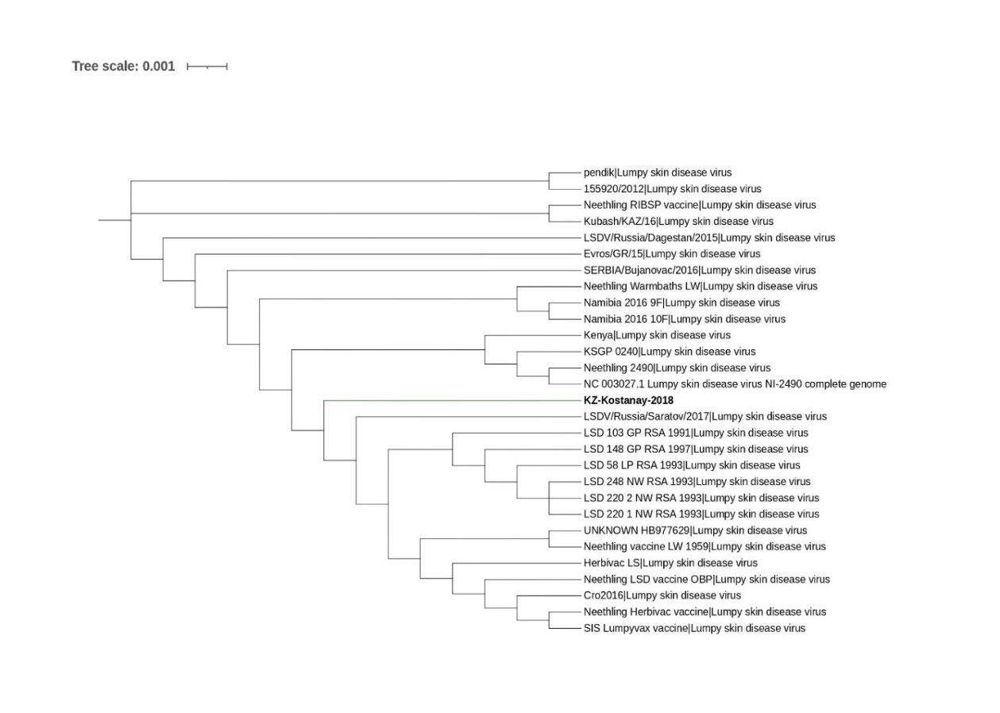 Tree scale: 0.001
pendik|Lumpy skin disease virus
155920/2012|Lumpy skin disease virus
Neethling RIBSP vaccine|Lumpy skin disease virus
Kubash/KAZ/16|Lumpy skin disease virus
LSDV/Russia/Dagestan/2015|Lumpy skin disease virus
Evros/GR/15|Lumpy skin disease virus
SERBIA/Bujanovac/2016|Lumpy skin disease virus
Neethling Warmbaths LW|Lumpy skin disease virus
Namibia 2016 9F|Lumpy skin disease virus
Namibia 2016 10F|Lumpy skin disease virus
Kenya|Lumpy skin disease virus
KSGP 0240|Lumpy skin disease virus
Neethling 2490|Lumpy skin disease virus
NC 003027.1 Lumpy skin disease virus NI-2490 complete genome
KZ-Kostanay-2018
LSDV/Russia/Saratov/2017|Lumpy skin disease virus
LSD 103 GP RSA 1991|Lumpy skin disease virus
LSD 148 GP RSA 1997|Lumpy skin disease virus
LSD 58 LP RSA 1993|Lumpy skin disease virus
LSD 248 NW RSA 1993|Lumpy skin disease virus
LSD 220 2 NW RSA 1993|Lumpy skin disease virus
LSD 220 1 NW RSA 1993|Lumpy skin disease virus
UNKNOWN HB977629|Lumpy skin disease virus
Neethling vaccine LW 1959|Lumpy skin disease virus
Herbivac LS|Lumpy skin disease virus
Neethling LSD vaccine OBP|Lumpy skin disease virus
Cro2016|Lumpy skin disease virus
Neethling Herbivac vaccine|Lumpy skin disease virus
SIS Lumpyvax vaccine|Lumpy skin disease virus